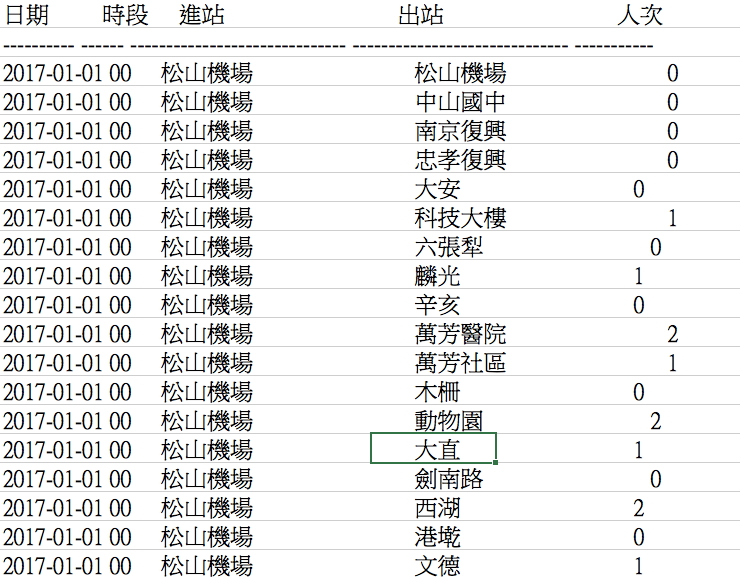 日期 時段 進站 出站 人次
---------- ------ ------------------------------ ------------------------------ -----------
2017-01-01 00 松山機場 松山機場 0
2017-01-01 00 松山機場 中山國中 0
2017-01-01 00 松山機場 南京復興 0
2017-01-01 00 松山機場 忠孝復興 0
2017-01-01 00 松山機場 大安 0
2017-01-01 00 松山機場 科技大樓 1
2017-01-01 00 松山機場 六張犁 0
2017-01-01 00 松山機場 麟光 1
2017-01-01 00 松山機場 辛亥 0
2017-01-01 00 松山機場 萬芳醫院 2
2017-01-01 00 松山機場 萬芳社區 1
2017-01-01 00 松山機場 木柵 0
2017-01-01 00 松山機場 動物園 2
2017-01-01 00 松山機場 大直 1
2017-01-01 00 松山機場 劍南路 0
2017-01-01 00 松山機場 西湖 2
2017-01-01 00 松山機場 港墘 0
2017-01-01 00 松山機場 文德 1